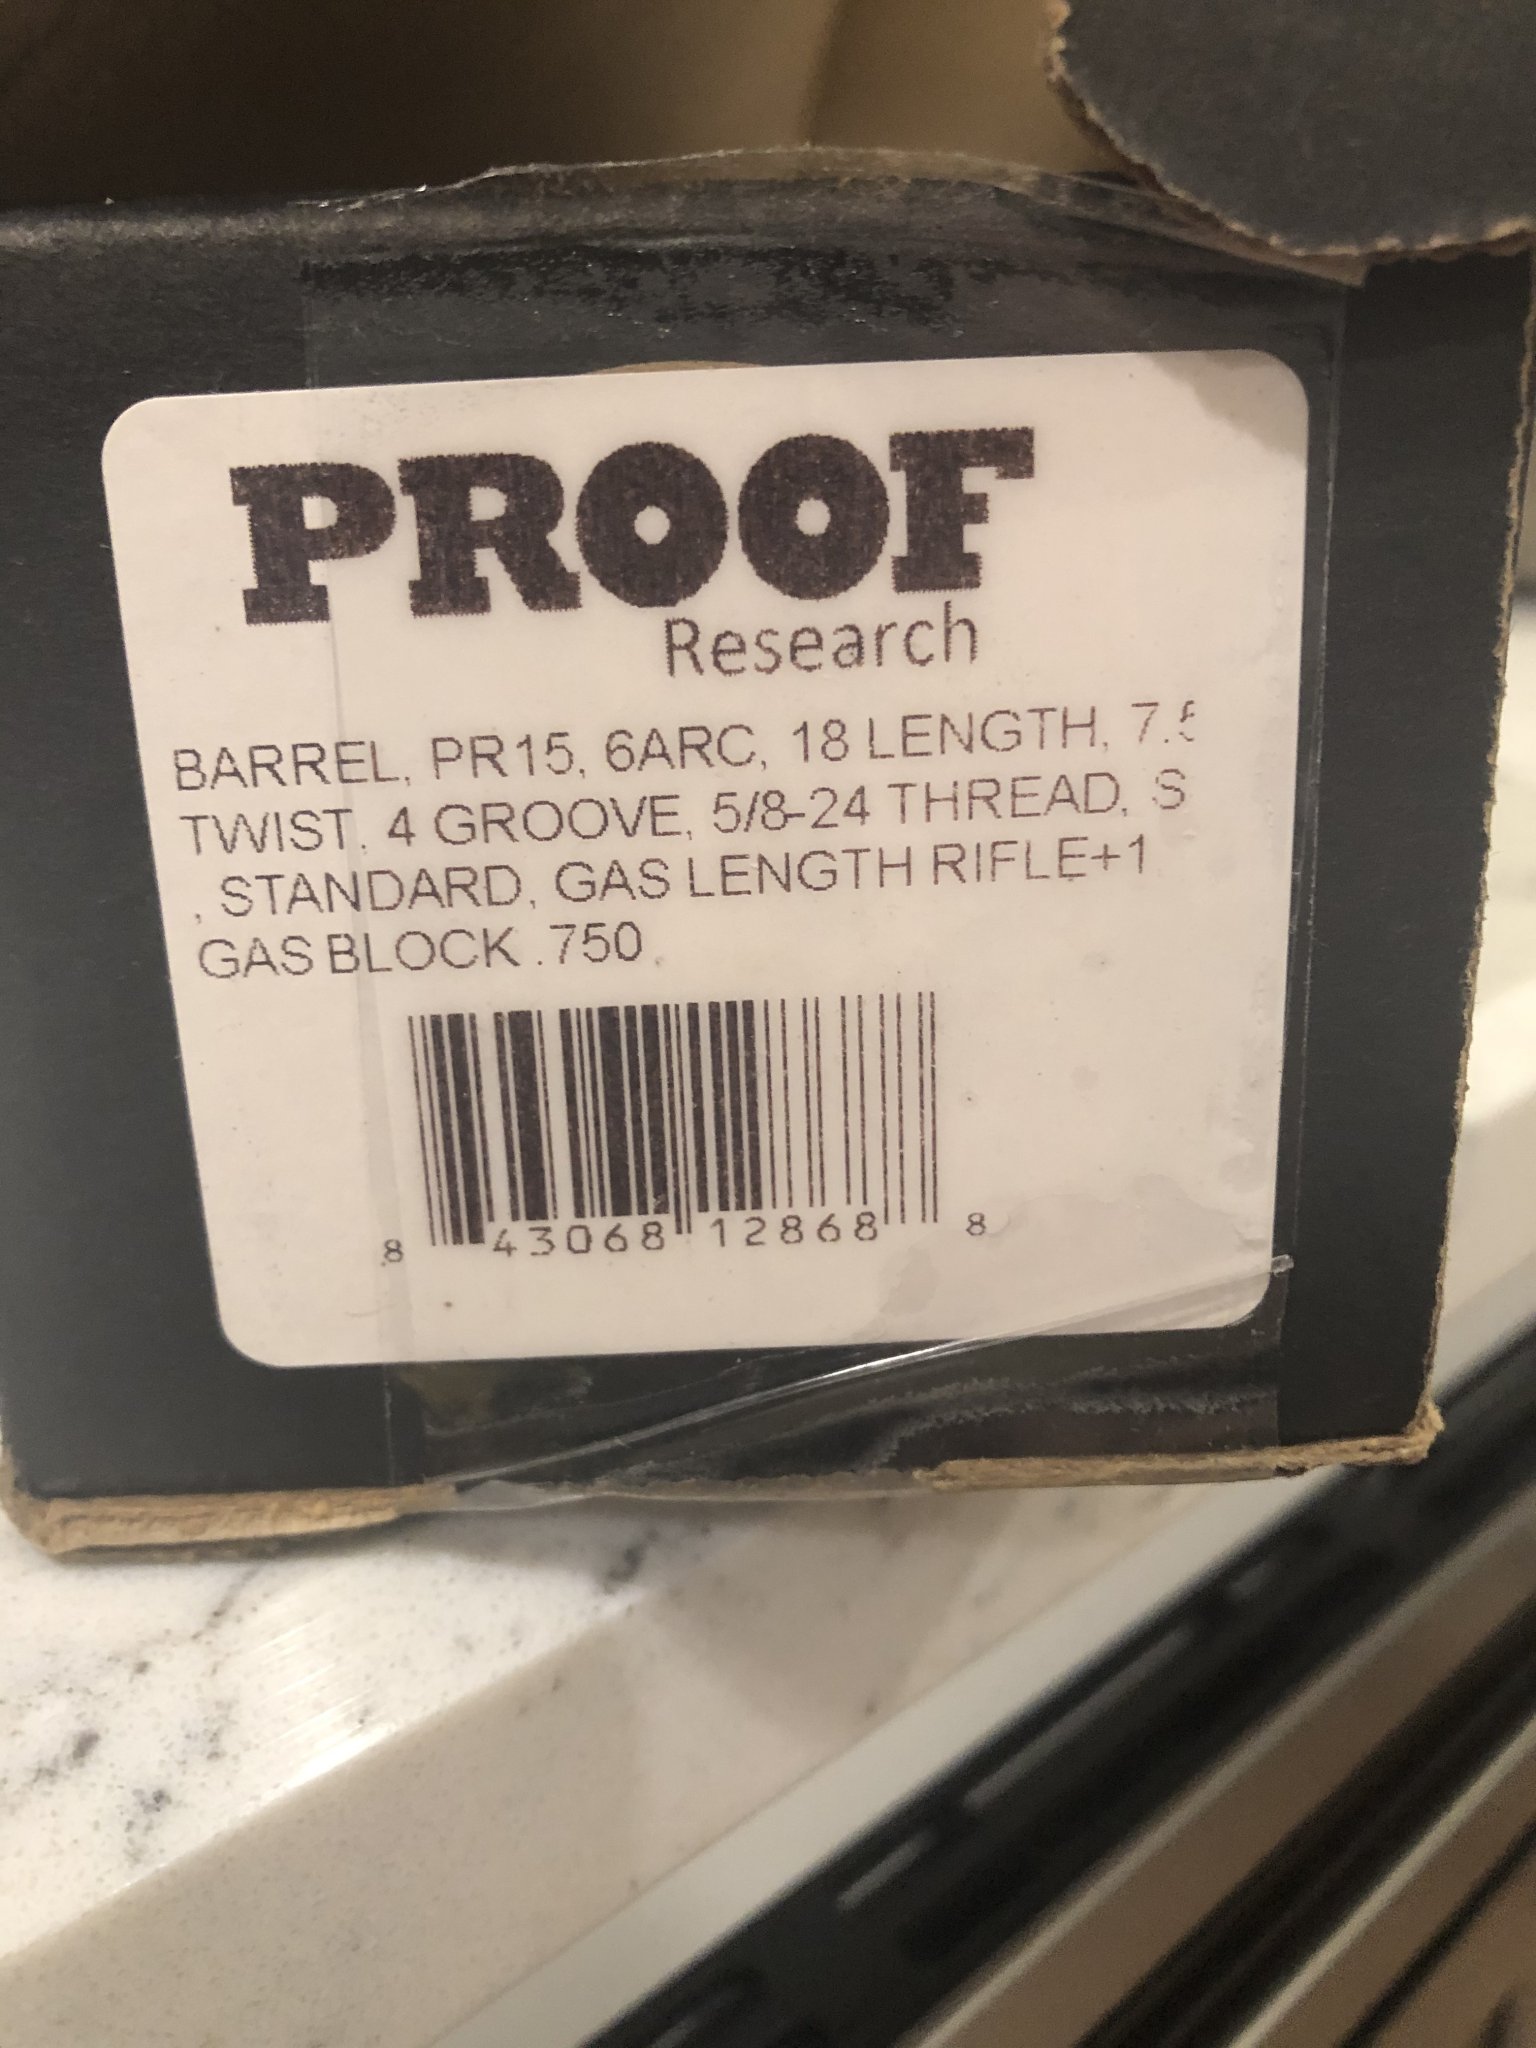 PROOF
Research
BARREL, PR15, 6ARC, 18 LENGTH, 7.5
TWIST, 4 GROOVE, 5/8-24 THREAD, S
, STANDARD, GAS LENGTH RIFLE+1
GAS BLOCK .750
8 43068 12868 8